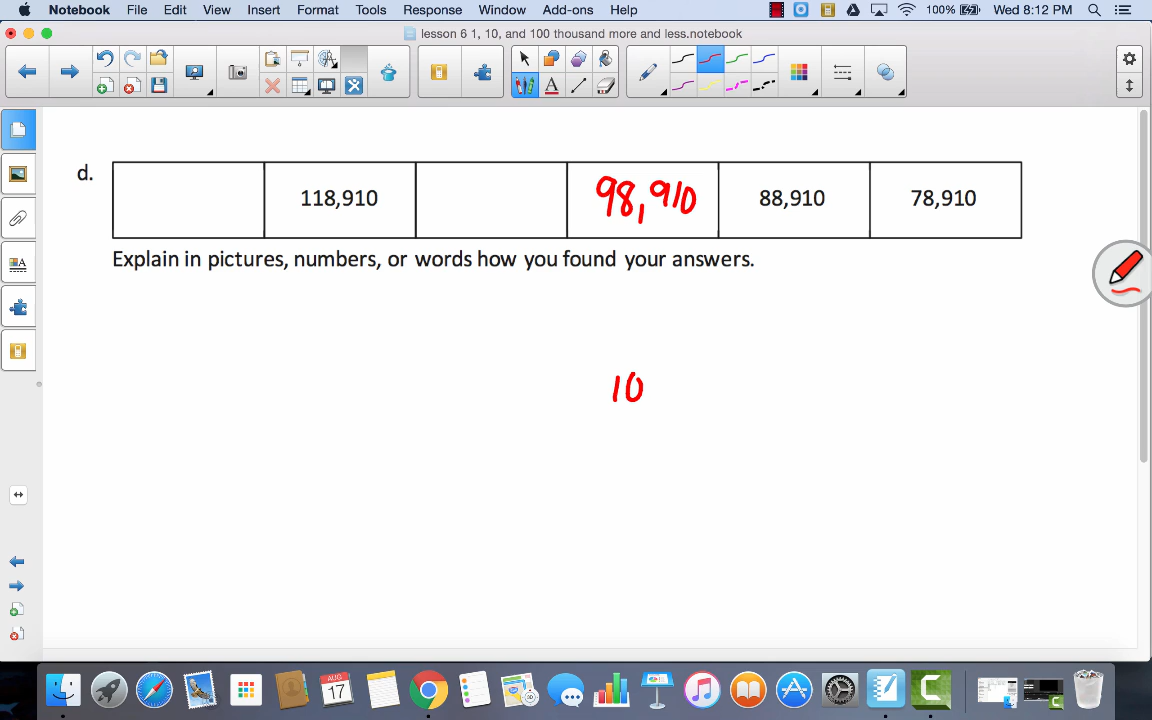 Notebook File Edit View Insert Format Tools Response Window Add-ons Help 100% Wed 8:12 PM
lesson 6 1, 10, and 100 thousand more and less.notebook
d. 118,910 98,910 88,910 78,910
Explain in pictures, numbers, or words how you found your answers.
10
AUG
17